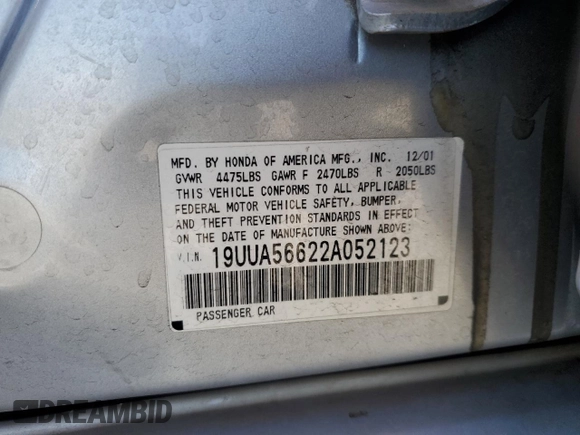 MFD. BY HONDA OF AMERICA MFG., INC. 12/01
GVWR 4475LBS GAWR F 2470LBS R - 2050LBS
THIS VEHICLE CONFORMS TO ALL APPLICABLE
FEDERAL MOTOR VEHICLE SAFETY, BUMPER,
AND THEFT PREVENTION STANDARDS IN EFFECT
ON THE DATE OF MANUFACTURE SHOWN ABOVE:
V.I.N. 19UUA56622A052123
PASSENGER CAR
DREAMBID